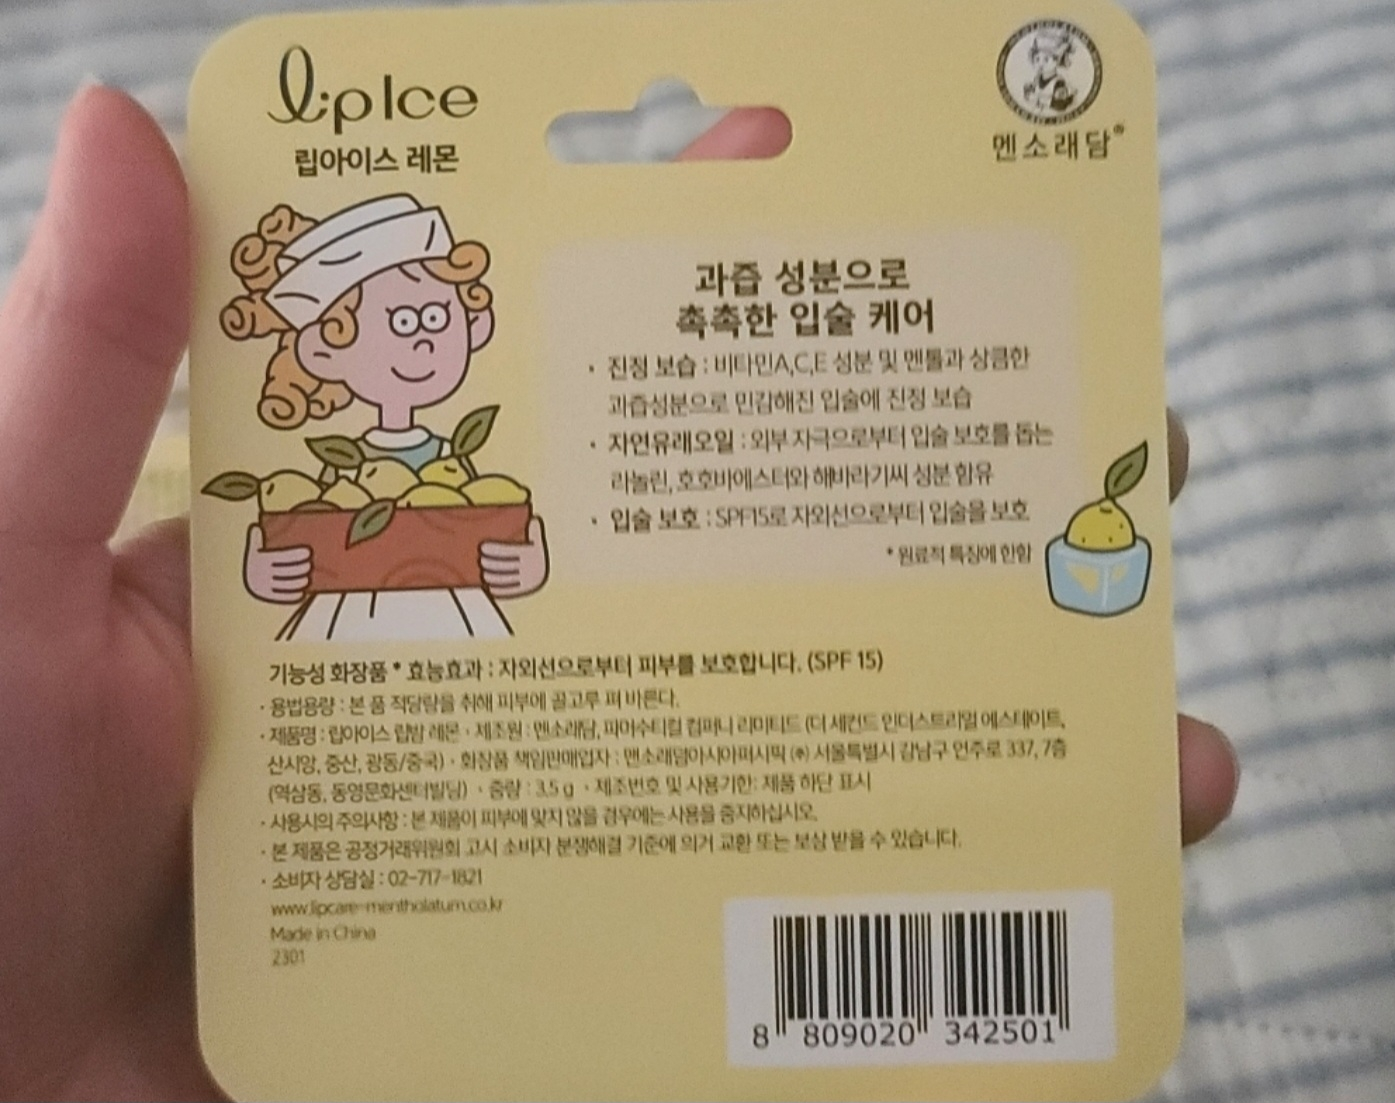 lipIce
립아이스 레몬
멘소래담®
과즙 성분으로
촉촉한 입술 케어
· 진정 보습 : 비타민A,C,E 성분 및 멘톨과 상큼한
과즙성분으로 민감해진 입술에 진정 보습
· 자연유래오일 : 외부 자극으로부터 입술 보호를 돕는
라놀린, 호호바에스터와 해바라기씨 성분 함유
· 입술 보호 : SPF15로 자외선으로부터 입술을 보호
* 원료적 특징에 한함
기능성 화장품 * 효능효과 : 자외선으로부터 피부를 보호합니다. (SPF 15)
· 용법용량 : 본 품 적당량을 취해 피부에 골고루 펴 바른다.
· 제품명 : 립아이스 립밤 레몬 · 제조원 : 멘소래담, 파마수티컬 컴퍼니 리미티드 (더 세컨드 인더스트리얼 에스테이트,
산시앙, 중산, 광동/중국) · 화장품 책임판매업자 : 맨소래덤아시아퍼시픽 ㈜ 서울특별시 강남구 언주로 337, 7층
(역삼동, 동영문화센터빌딩) · 중량 : 3.5 g · 제조번호 및 사용기한: 제품 하단 표시
· 사용시의 주의사항 : 본 제품이 피부에 맞지 않을 경우에는 사용을 중지하십시오.
· 본 제품은 공정거래위원회 고시 소비자 분쟁해결 기준에 의거 교환 또는 보상 받을 수 있습니다.
· 소비자 상담실 : 02-717-1821
www.lipcare-mentholatum.co.kr
Made in China
2301
8 809020 342501